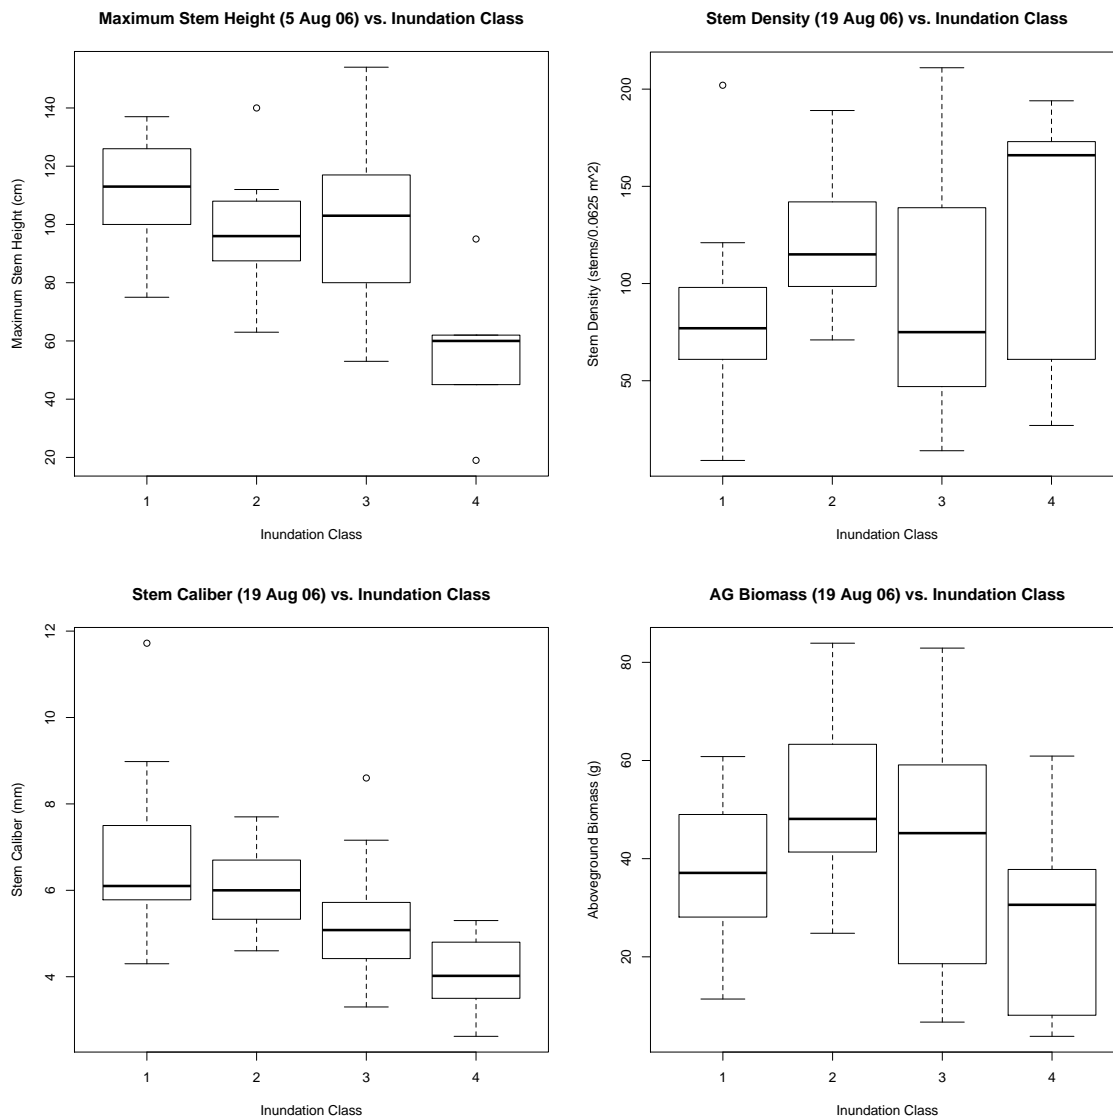 Maximum Stem Height (5 Aug 06) vs. Inundation Class
Maximum Stem Height (cm)
140
120
100
80
60
40
20
1 2 3 4
Inundation Class
Stem Density (19 Aug 06) vs. Inundation Class
Stem Density (stems/0.0625 m^2)
200
150
100
50
1 2 3 4
Inundation Class
Stem Caliber (19 Aug 06) vs. Inundation Class
Stem Caliber (mm)
12
10
8
6
4
1 2 3 4
Inundation Class
AG Biomass (19 Aug 06) vs. Inundation Class
Aboveground Biomass (g)
80
60
40
20
1 2 3 4
Inundation Class